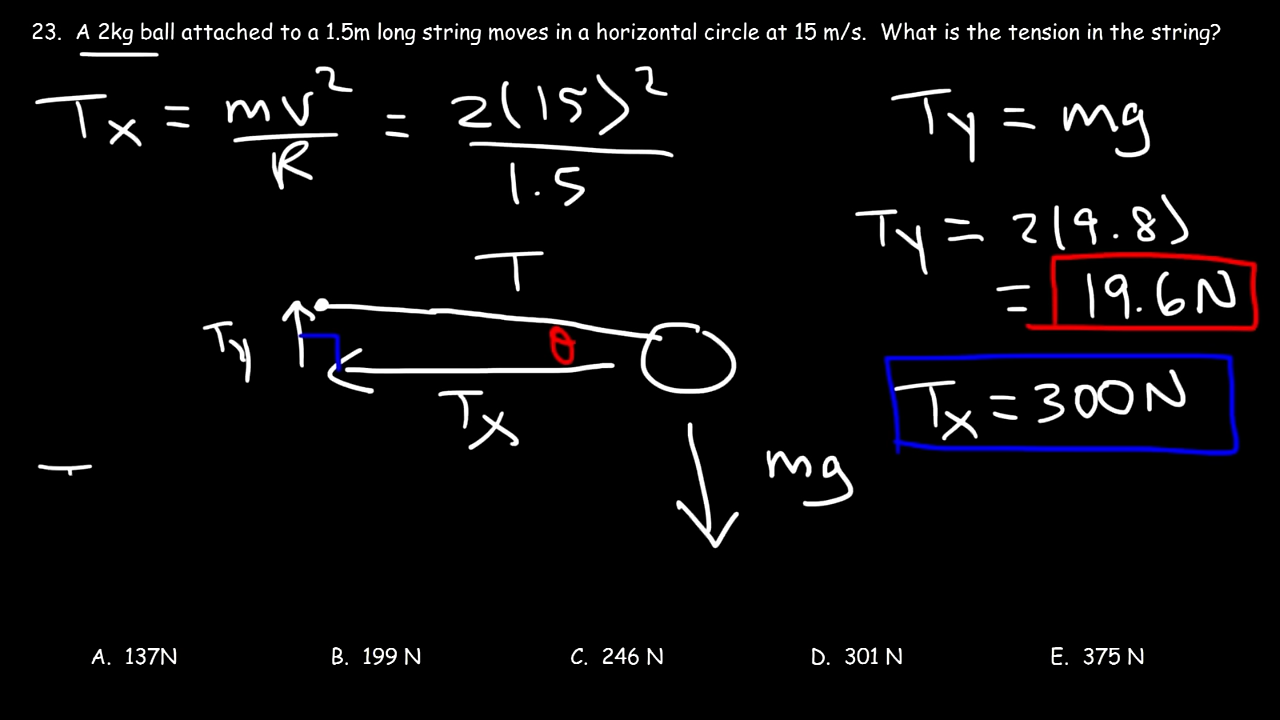 23. A 2kg ball attached to a 1.5m long string moves in a horizontal circle at 15 m/s. What is the tension in the string?
Tx = mv²/R = 2(15)²/1.5
Ty = mg
Ty = 2(9.8)
= 19.6N
T
Ty
θ
Tx
Tx = 300N
mg
A. 137N B. 199 N C. 246 N D. 301 N E. 375 N